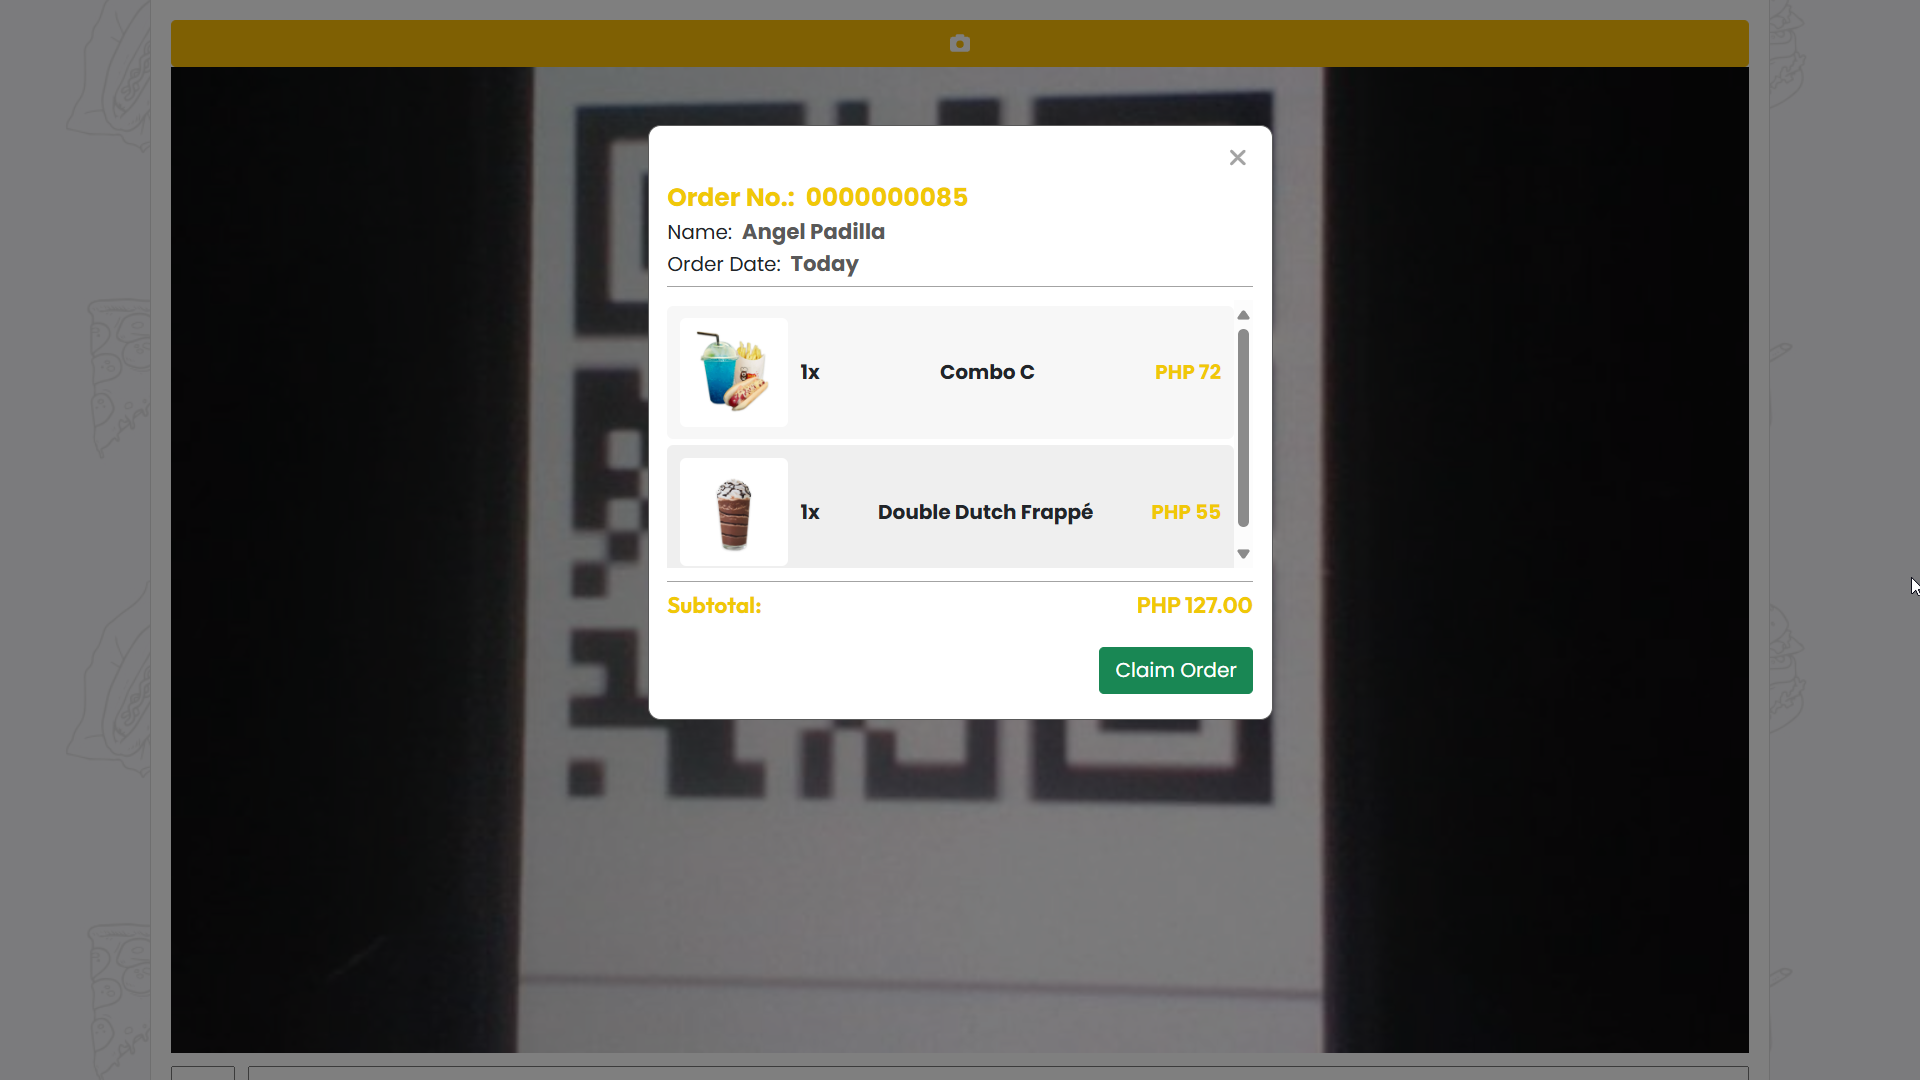 Order No.: 0000000085
Name: Angel Padilla
Order Date: Today
1x Combo C PHP 72
1x Double Dutch Frappé PHP 55
Subtotal: PHP 127.00
Claim Order